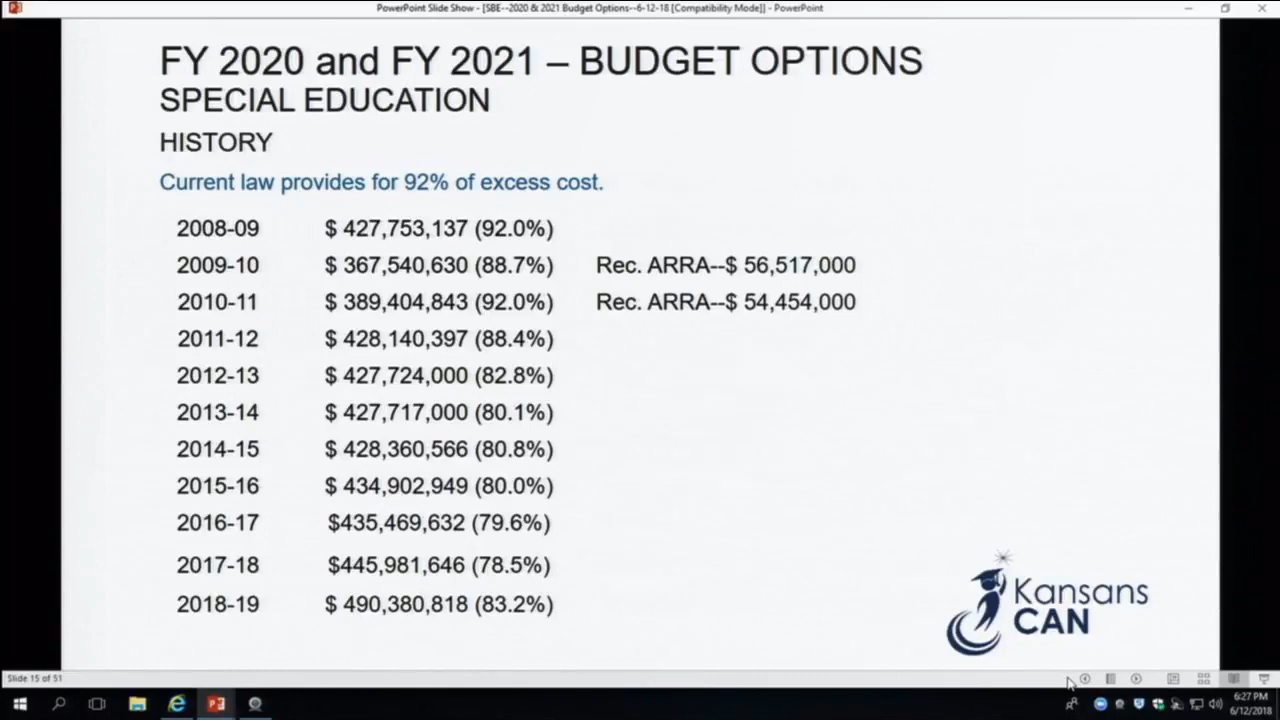 PowerPoint Slide Show - [SBE--2020 & 2021 Budget Options--6-12-18 [Compatibility Mode]] - PowerPoint
FY 2020 and FY 2021 – BUDGET OPTIONS
SPECIAL EDUCATION
HISTORY
Current law provides for 92% of excess cost.
2008-09 $ 427,753,137 (92.0%)
2009-10 $ 367,540,630 (88.7%) Rec. ARRA--$ 56,517,000
2010-11 $ 389,404,843 (92.0%) Rec. ARRA--$ 54,454,000
2011-12 $ 428,140,397 (88.4%)
2012-13 $ 427,724,000 (82.8%)
2013-14 $ 427,717,000 (80.1%)
2014-15 $ 428,360,566 (80.8%)
2015-16 $ 434,902,949 (80.0%)
2016-17 $435,469,632 (79.6%)
2017-18 $445,981,646 (78.5%)
2018-19 $ 490,380,818 (83.2%)
Kansans
CAN
Slide 15 of 51
6:27 PM
6/12/2018